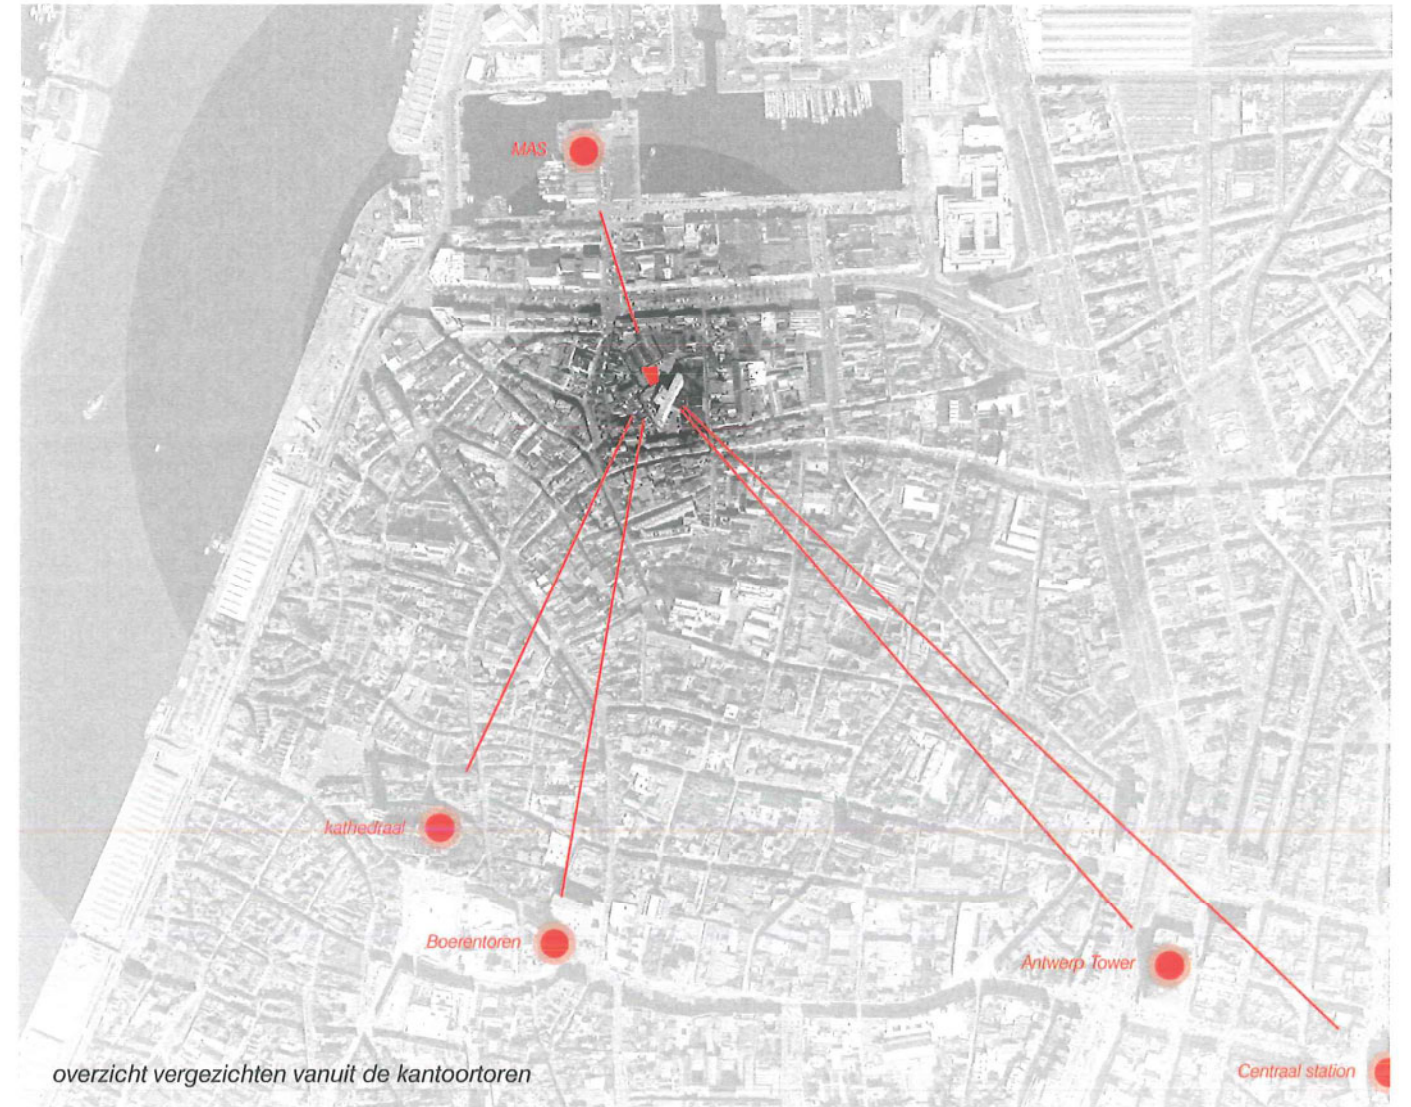 MAS
kathedraal
Boerentoren
Antwerp Tower
Centraal station
overzicht vergezichten vanuit de kantoortoren